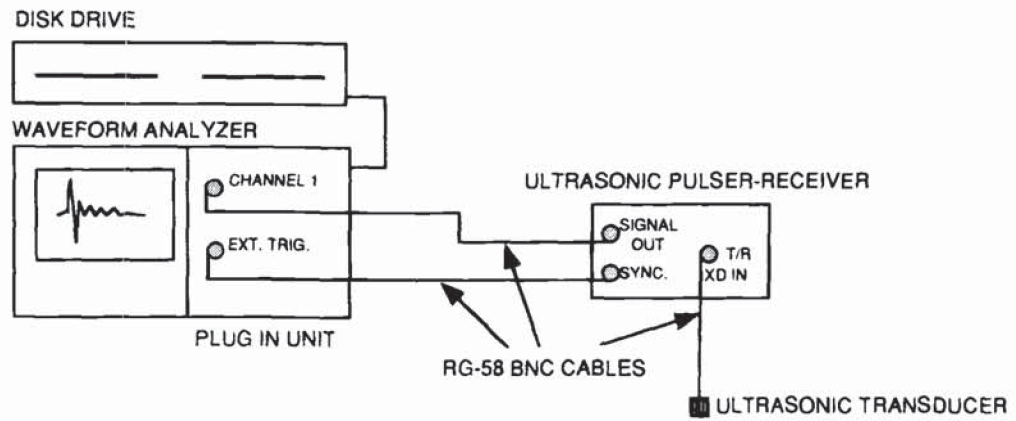 DISK DRIVE
WAVEFORM ANALYZER
CHANNEL 1
EXT. TRIG.
PLUG IN UNIT
ULTRASONIC PULSER-RECEIVER
SIGNAL
OUT
SYNC.
T/R
XD IN
RG-58 BNC CABLES
ULTRASONIC TRANSDUCER